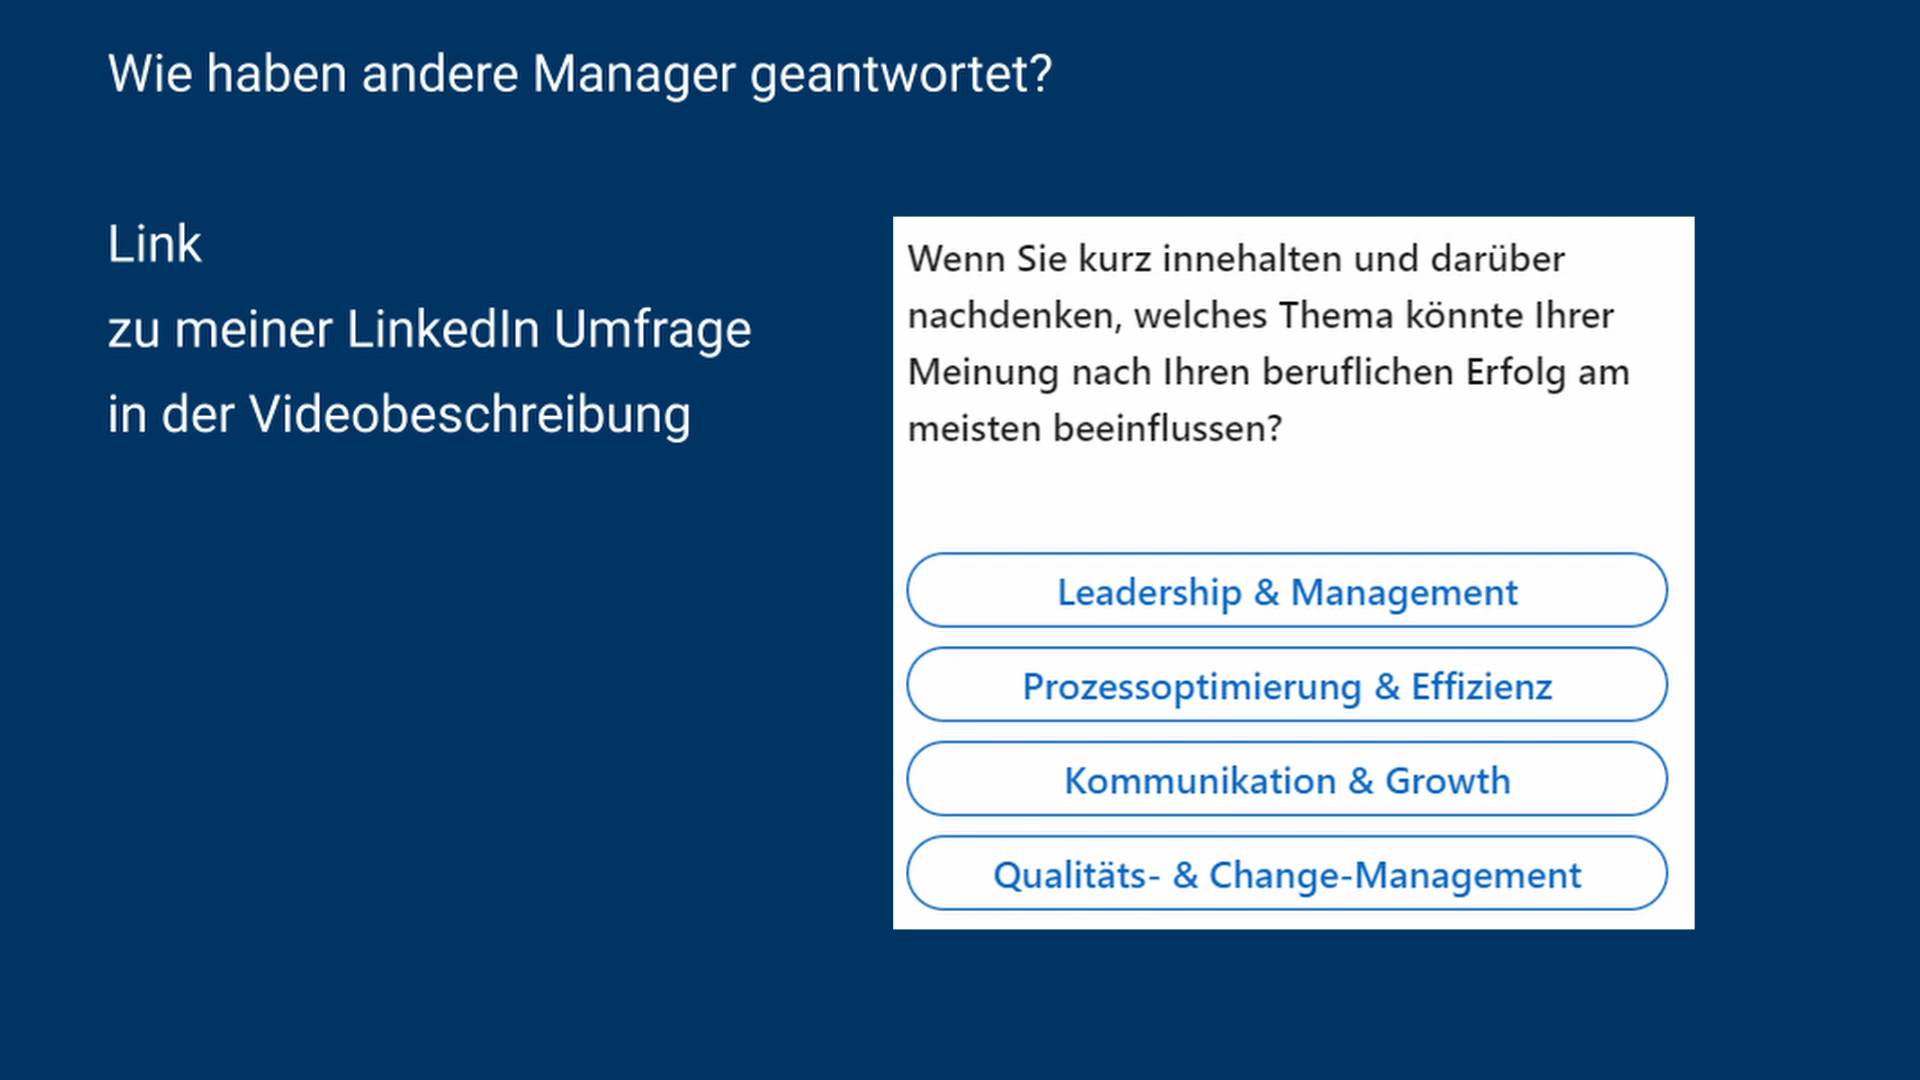 Wie haben andere Manager geantwortet?
Link
zu meiner LinkedIn Umfrage
in der Videobeschreibung
Wenn Sie kurz innehalten und darüber
nachdenken, welches Thema könnte Ihrer
Meinung nach Ihren beruflichen Erfolg am
meisten beeinflussen?
Leadership & Management
Prozessoptimierung & Effizienz
Kommunikation & Growth
Qualitäts- & Change-Management